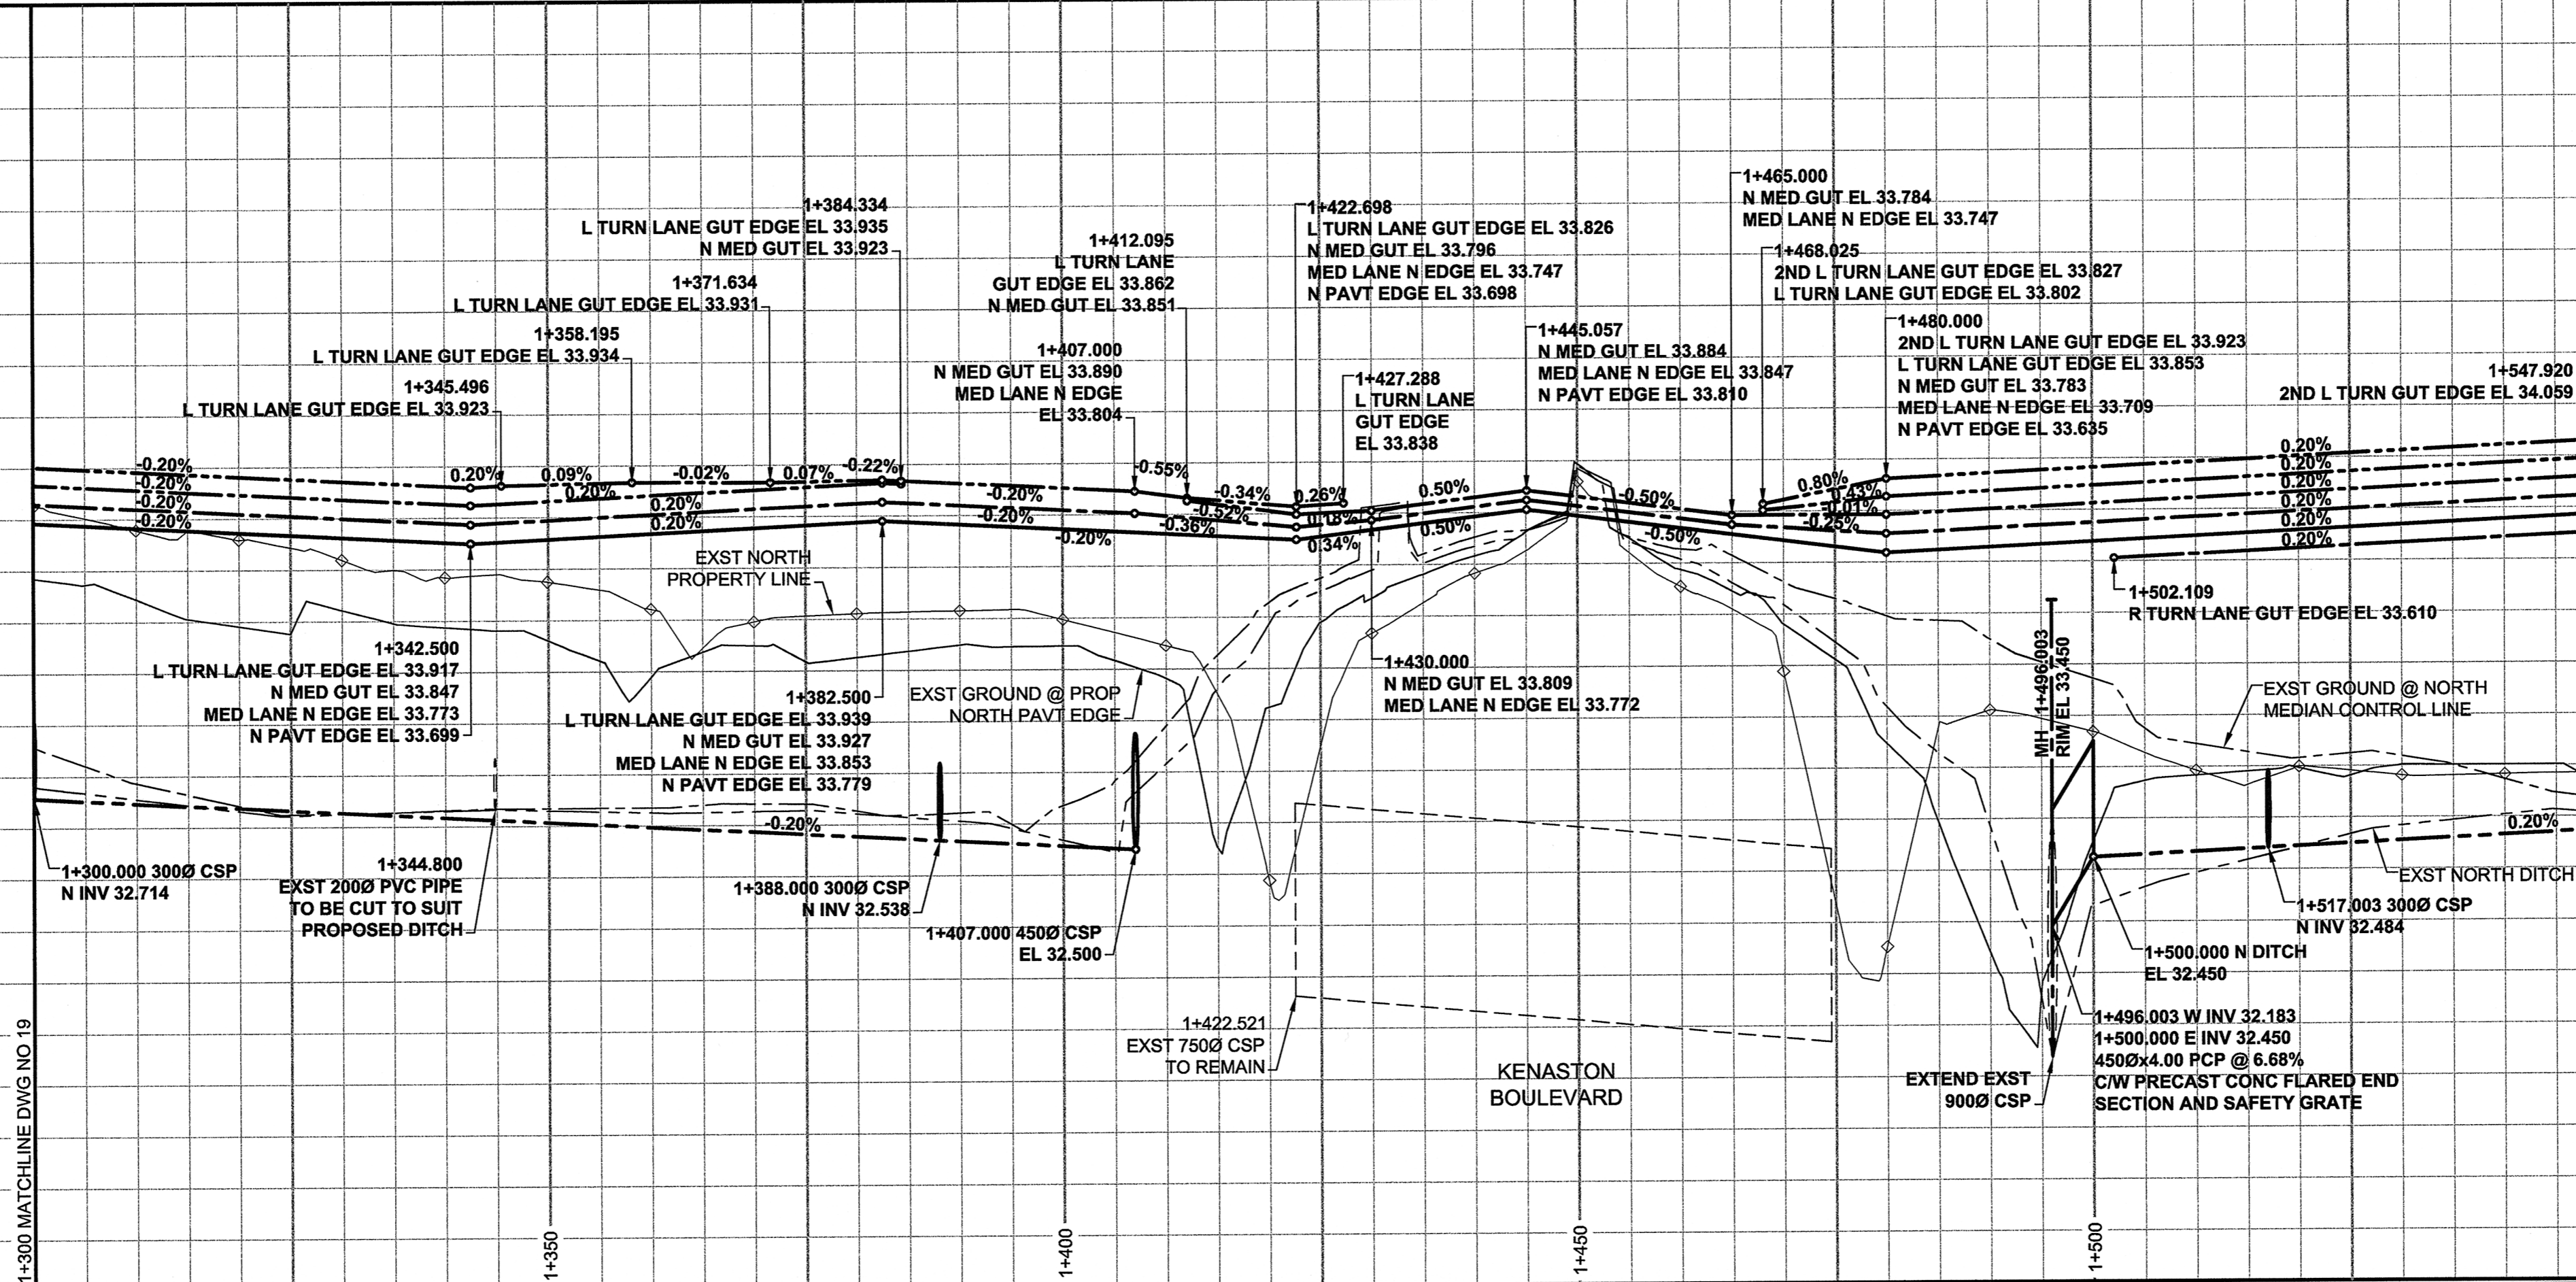 1+384.334
L TURN LANE GUT EDGE EL 33.935
N MED GUT EL 33.923
1+371.634
L TURN LANE GUT EDGE EL 33.931
1+358.195
L TURN LANE GUT EDGE EL 33.934
1+345.496
L TURN LANE GUT EDGE EL 33.923
1+412.095
L TURN LANE
GUT EDGE EL 33.862
N MED GUT EL 33.851
1+407.000
N MED GUT EL 33.890
MED LANE N EDGE
EL 33.804
1+422.698
L TURN LANE GUT EDGE EL 33.826
N MED GUT EL 33.796
MED LANE N EDGE EL 33.747
N PAVT EDGE EL 33.698
1+427.288
L TURN LANE
GUT EDGE
EL 33.838
1+445.057
N MED GUT EL 33.884
MED LANE N EDGE EL 33.847
N PAVT EDGE EL 33.810
1+465.000
N MED GUT EL 33.784
MED LANE N EDGE EL 33.747
1+468.025
2ND L TURN LANE GUT EDGE EL 33.827
L TURN LANE GUT EDGE EL 33.802
1+480.000
2ND L TURN LANE GUT EDGE EL 33.923
L TURN LANE GUT EDGE EL 33.853
N MED GUT EL 33.783
MED LANE N EDGE EL 33.709
N PAVT EDGE EL 33.635
1+547.920
2ND L TURN GUT EDGE EL 34.059
-0.20%
-0.20%
-0.20%
-0.20%
0.20%
0.09%
-0.02%
0.07%
-0.22%
0.20%
0.20%
0.20%
-0.20%
-0.20%
-0.20%
-0.55%
-0.34%
-0.52%
-0.36%
0.26%
0.18%
0.34%
0.50%
0.50%
-0.50%
-0.50%
0.80%
0.43%
-0.01%
-0.25%
0.20%
0.20%
0.20%
0.20%
0.20%
0.20%
EXST NORTH
PROPERTY LINE
1+342.500
L TURN LANE GUT EDGE EL 33.917
N MED GUT EL 33.847
MED LANE N EDGE EL 33.773
N PAVT EDGE EL 33.699
1+382.500
L TURN LANE GUT EDGE EL 33.939
N MED GUT EL 33.927
MED LANE N EDGE EL 33.853
N PAVT EDGE EL 33.779
EXST GROUND @ PROP
NORTH PAVT EDGE
1+430.000
N MED GUT EL 33.809
MED LANE N EDGE EL 33.772
1+502.109
R TURN LANE GUT EDGE EL 33.610
MH 1+496.003
RIM EL 33.450
EXST GROUND @ NORTH
MEDIAN CONTROL LINE
-0.20%
0.20%
1+300.000 300Ø CSP
N INV 32.714
1+344.800
EXST 200Ø PVC PIPE
TO BE CUT TO SUIT
PROPOSED DITCH
1+388.000 300Ø CSP
N INV 32.538
1+407.000 450Ø CSP
EL 32.500
EXST NORTH DITCH
1+517.003 300Ø CSP
N INV 32.484
1+500.000 N DITCH
EL 32.450
1+422.521
EXST 750Ø CSP
TO REMAIN
KENASTON
BOULEVARD
EXTEND EXST
900Ø CSP
1+496.003 W INV 32.183
1+500.000 E INV 32.450
450Øx4.00 PCP @ 6.68%
C/W PRECAST CONC FLARED END
SECTION AND SAFETY GRATE
1+300 MATCHLINE DWG NO 19
1+350
1+400
1+450
1+500